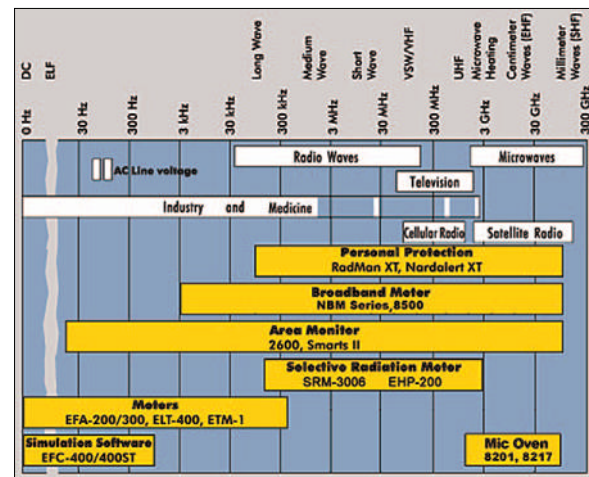 DC
ELF
Long Wave
Medium Wave
Short Wave
VSW/VHF
UHF
Microwave Heating
Centimeter Waves (EHF)
Millimeter Waves (SHF)
0 Hz
30 Hz
300 Hz
3 kHz
30 kHz
300 kHz
3 MHz
30 MHz
300 MHz
3 GHz
30 GHz
300 GHz
Radio Waves
Microwaves
AC Line voltage
Television
Industry and Medicine
Cellular Radio
Satellite Radio
Personal Protection
RadMan XT, Nardalert XT
Broadband Motor
NBM Series,8500
Area Moniter
2600, Smarts II
Selective Radiation Motor
SRM-3006 EHP-200
Motors
EFA-200/300, ELT-400, ETM-1
Simulation Software
EFC-400/400ST
Mic Oven
8201, 8217